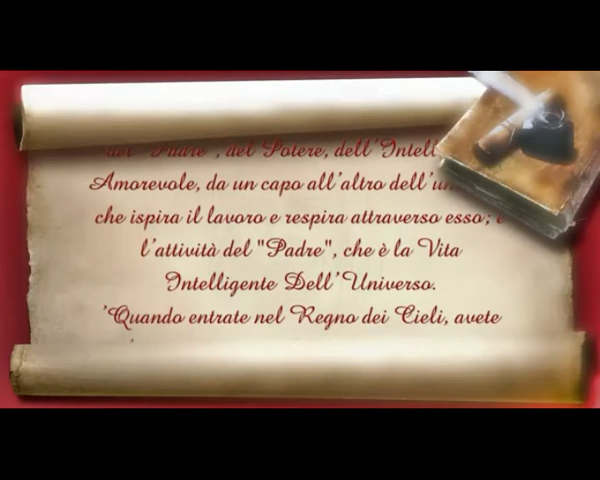 del "Padre", del Potere, dell'Intell
Amorevole, da un capo all'altro dell'un
che ispira il lavoro e respira attraverso esso; è
l'attività del "Padre", che è la Vita
Intelligente Dell'Universo.
'Quando entrate nel Regno dei Cieli, avete